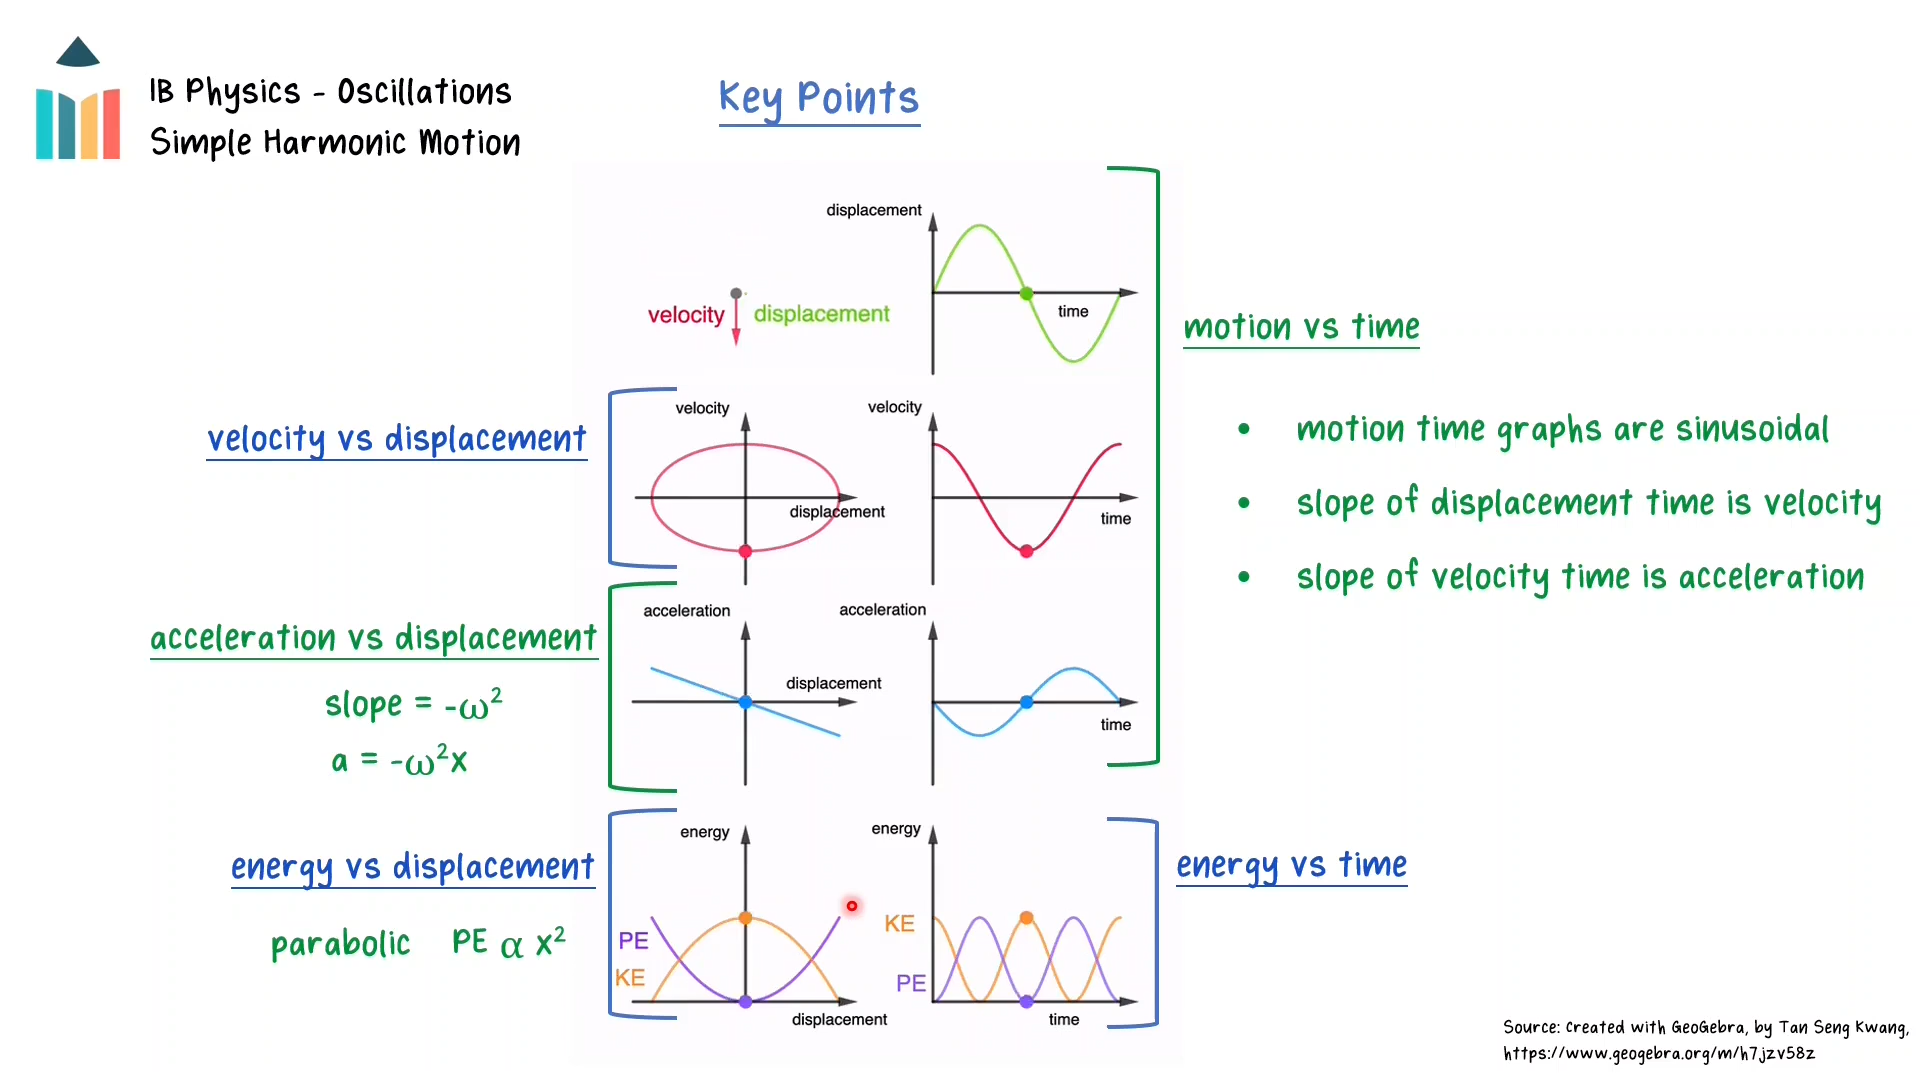 IB Physics - Oscillations
Simple Harmonic Motion
Key Points
displacement
time
velocity
displacement
motion vs time
• motion time graphs are sinusoidal
• slope of displacement time is velocity
• slope of velocity time is acceleration
velocity vs displacement
velocity
displacement
velocity
time
acceleration vs displacement
slope = -ω²
a = -ω²x
acceleration
displacement
acceleration
time
energy vs displacement
parabolic PE α x²
energy
PE
KE
displacement
energy
KE
PE
time
energy vs time
Source: Created with GeoGebra, by Tan Seng Kwang,
https://www.geogebra.org/m/h7jzv58z